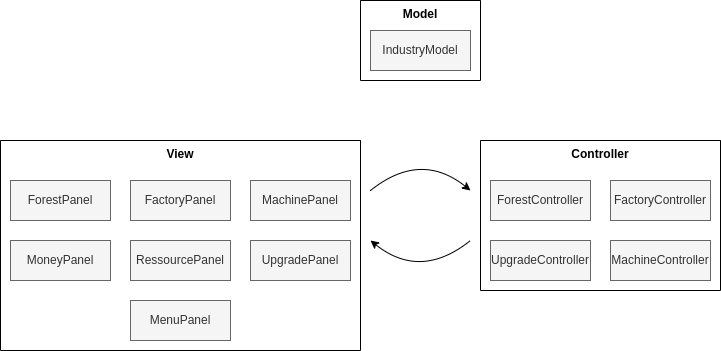 Model
IndustryModel
View
ForestPanel
FactoryPanel
MachinePanel
MoneyPanel
RessourcePanel
UpgradePanel
MenuPanel
Controller
ForestController
FactoryController
UpgradeController
MachineController